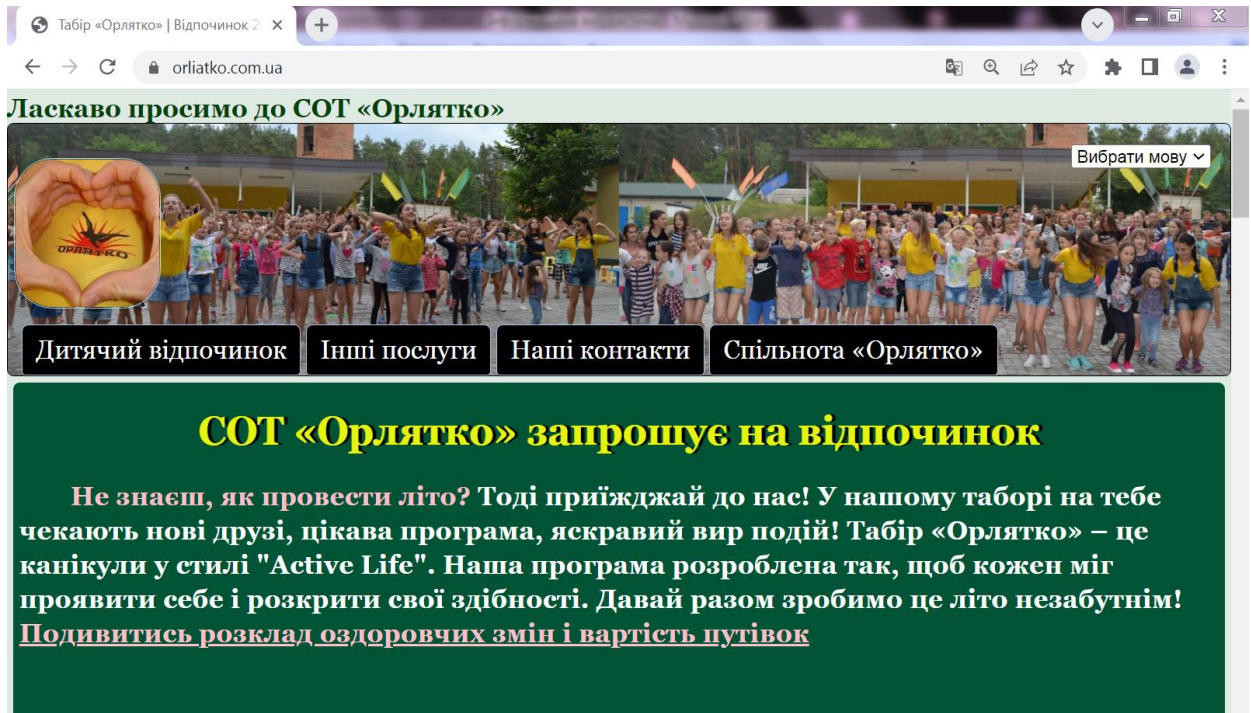 Табір «Орлятко» | Відпочинок 2
orliatko.com.ua
Ласкаво просимо до СОТ «Орлятко»
Вибрати мову
ОРЛЯТКО
Дитячий відпочинок Інші послуги Наші контакти Спільнота «Орлятко»
СОТ «Орлятко» запрошує на відпочинок
Не знаєш, як провести літо? Тоді приїжджай до нас! У нашому таборі на тебе
чекають нові друзі, цікава програма, яскравий вир подій! Табір «Орлятко» – це
канікули у стилі "Active Life". Наша програма розроблена так, щоб кожен міг
проявити себе і розкрити свої здібності. Давай разом зробимо це літо незабутнім!
Подивитись розклад оздоровчих змін і вартість путівок